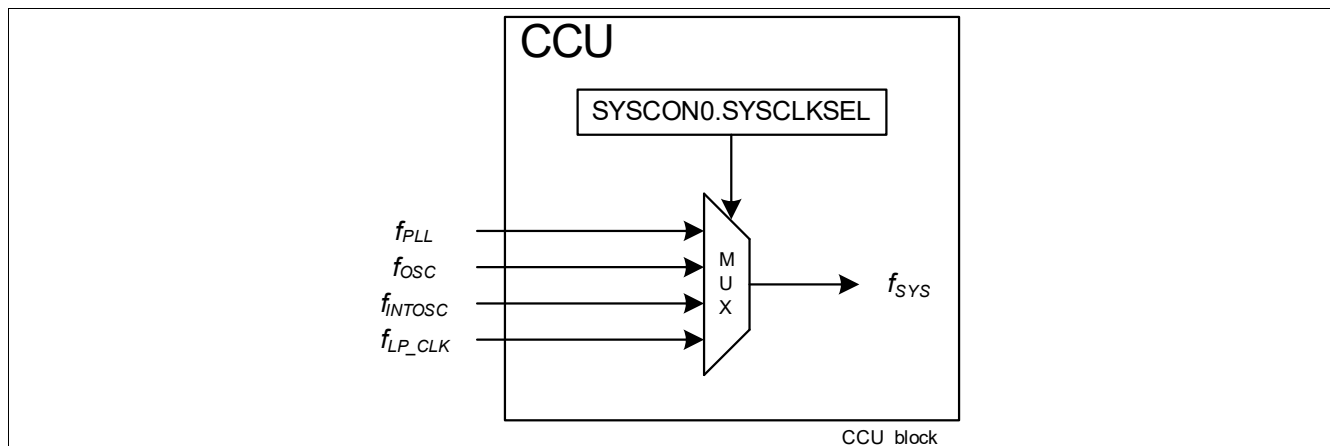 CCU
SYSCON0.SYSCLKSEL
fPLL
fOSC
fINTOSC
fLP_CLK
M
U
X
fSYS
CCU_block